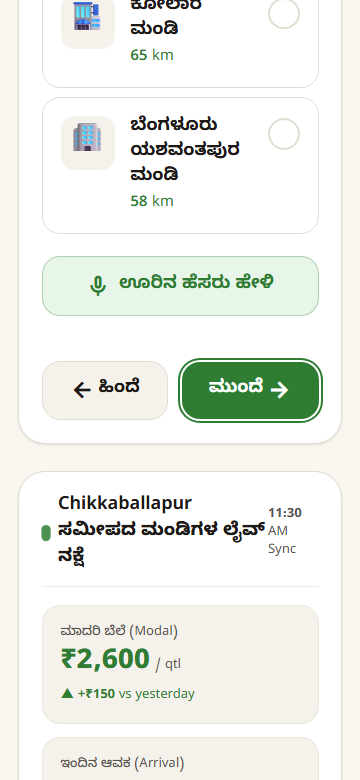 ಕೋಲಾರ
ಮಂಡಿ
65 km
ಬೆಂಗಳೂರು
ಯಶವಂತಪುರ
ಮಂಡಿ
58 km
ಊರಿನ ಹೆಸರು ಹೇಳಿ
← ಹಿಂದೆ
ಮುಂದೆ →
Chikkaballapur
ಸಮೀಪದ ಮಂಡಿಗಳ ಲೈವ್
ನಕ್ಷೆ
11:30
AM
Sync
ಮಾದರಿ ಬೆಲೆ (Modal)
₹2,600 / qtl
▲ +₹150 vs yesterday
ಇಂದಿನ ಆವಕ (Arrival)